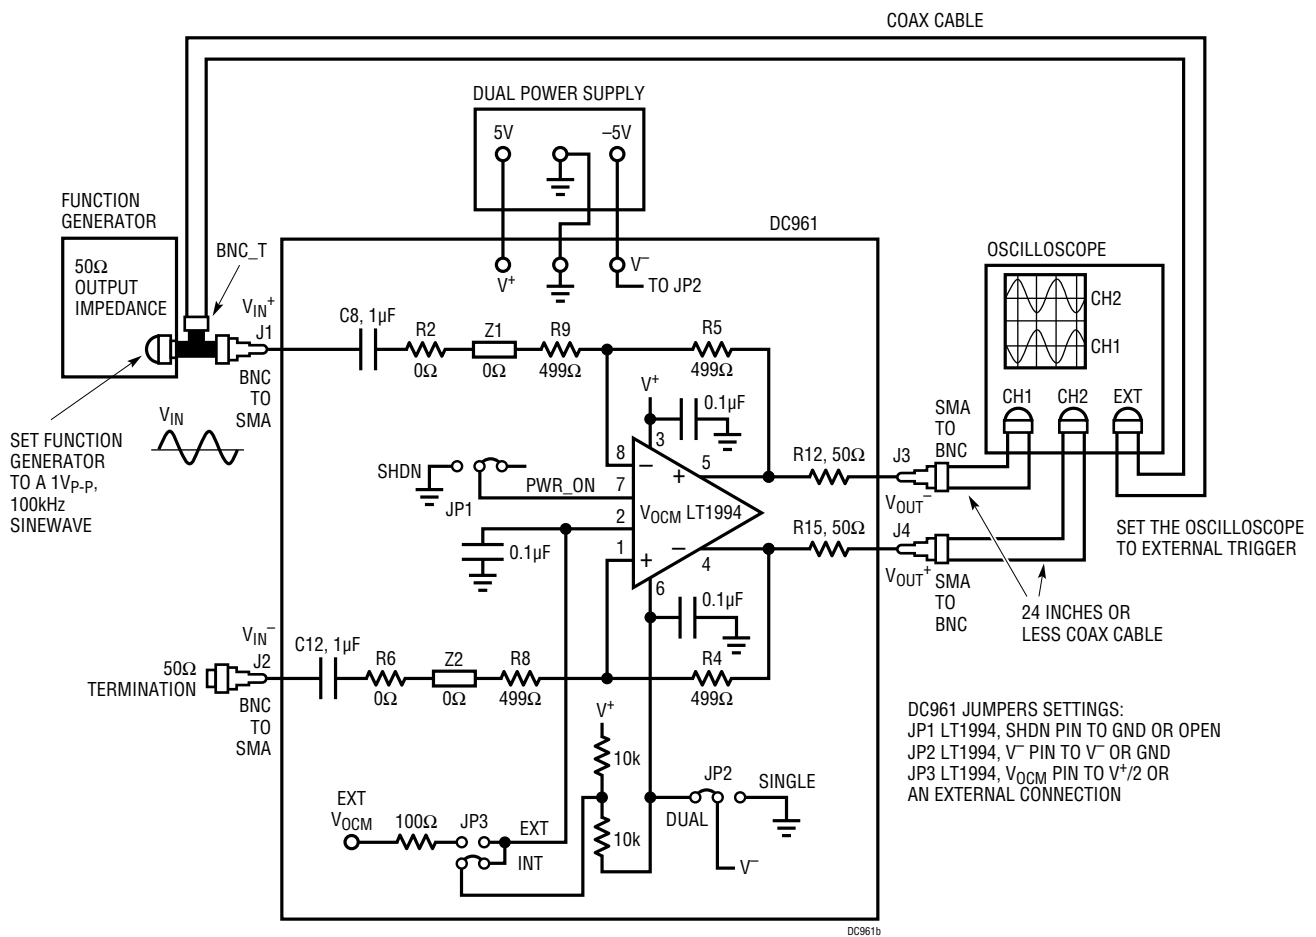 COAX CABLE
DUAL POWER SUPPLY
5V
–5V
FUNCTION
GENERATOR
50Ω
OUTPUT
IMPEDANCE
BNC_T
DC961
V+
V–
TO JP2
OSCILLOSCOPE
CH2
CH1
CH1
CH2
EXT
VIN+
J1
BNC
TO
SMA
C8, 1µF
R2
0Ω
Z1
0Ω
R9
499Ω
R5
499Ω
VIN
SET FUNCTION
GENERATOR
TO A 1VP-P,
100kHz
SINEWAVE
V+
0.1µF
3
8
–
5
+
SHDN
JP1
PWR_ON
7
2
VOCM LT1994
1
+
–
4
6
0.1µF
0.1µF
R12, 50Ω
R15, 50Ω
SMA
TO
BNC
J3
VOUT–
J4
VOUT+
SMA
TO
BNC
SET THE OSCILLOSCOPE
TO EXTERNAL TRIGGER
24 INCHES OR
LESS COAX CABLE
VIN–
J2
50Ω
TERMINATION
BNC
TO
SMA
C12, 1µF
R6
0Ω
Z2
0Ω
R8
499Ω
R4
499Ω
V+
10k
10k
JP2
SINGLE
DUAL
V–
EXT
VOCM
100Ω
JP3
EXT
INT
DC961 JUMPERS SETTINGS:
JP1 LT1994, SHDN PIN TO GND OR OPEN
JP2 LT1994, V– PIN TO V– OR GND
JP3 LT1994, VOCM PIN TO V+/2 OR
AN EXTERNAL CONNECTION
DC961b